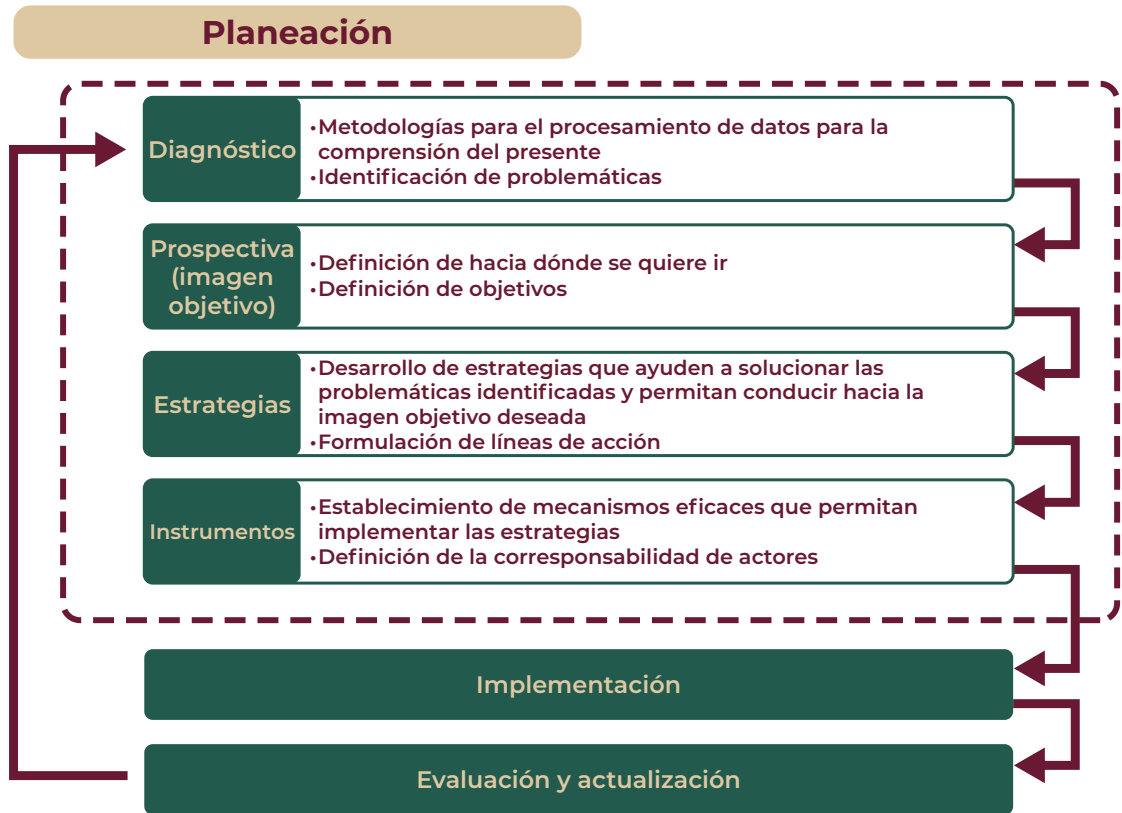 Planeación
Diagnóstico
•Metodologías para el procesamiento de datos para la
comprensión del presente
•Identificación de problemáticas
Prospectiva
(imagen
objetivo)
•Definición de hacia dónde se quiere ir
•Definición de objetivos
Estrategias
•Desarrollo de estrategias que ayuden a solucionar las
problemáticas identificadas y permitan conducir hacia la
imagen objetivo deseada
•Formulación de líneas de acción
Instrumentos
•Establecimiento de mecanismos eficaces que permitan
implementar las estrategias
•Definición de la corresponsabilidad de actores
Implementación
Evaluación y actualización